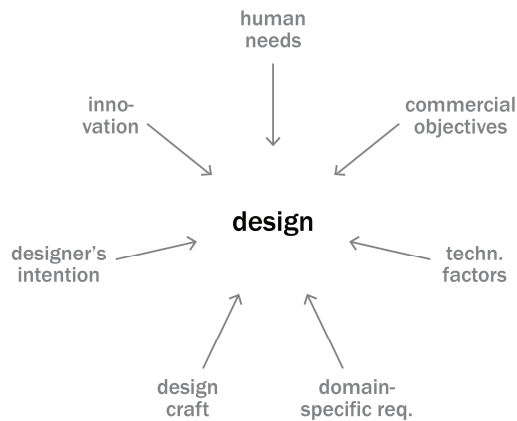 human
needs
inno-
vation
commercial
objectives
design
designer's
intention
techn.
factors
design
craft
domain-
specific req.